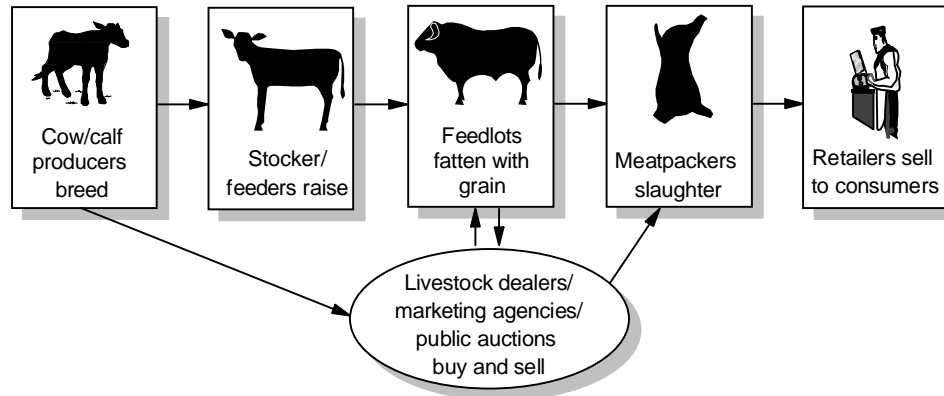 Cow/calf
producers
breed
Stocker/
feeders raise
Feedlots
fatten with
grain
Meatpackers
slaughter
Retailers sell
to consumers
Livestock dealers/
marketing agencies/
public auctions
buy and sell